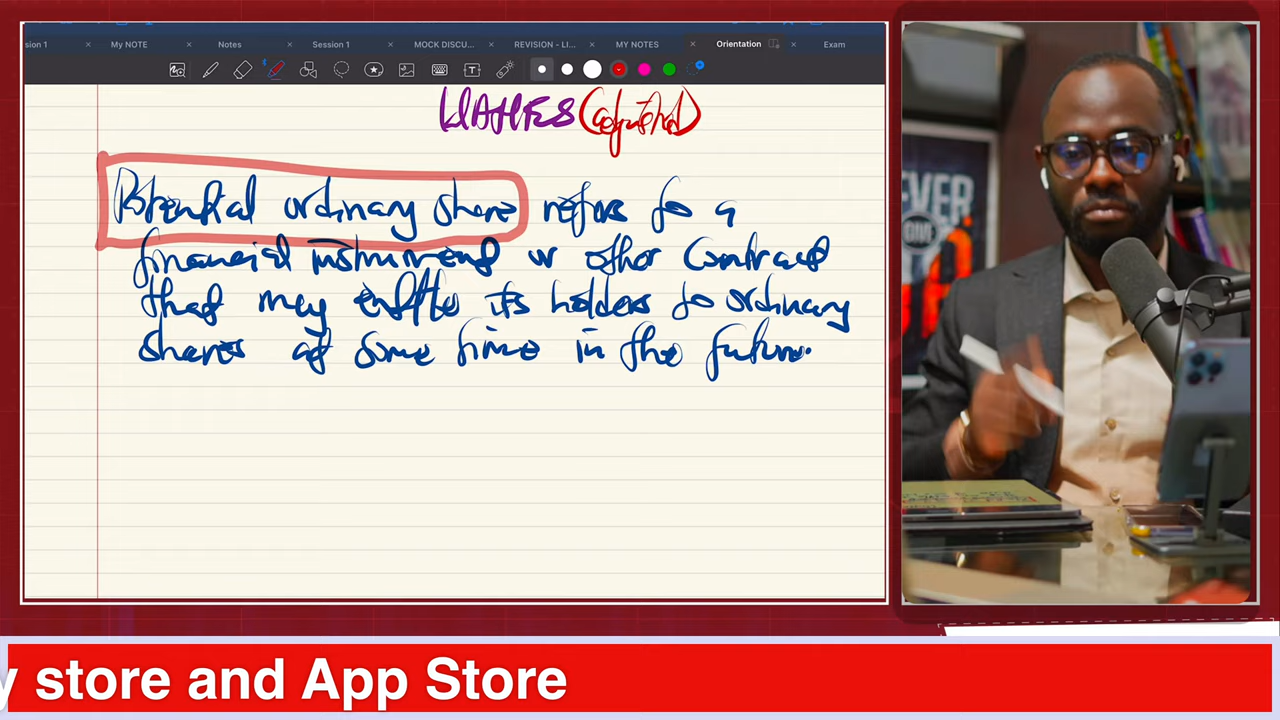 sion 1 My NOTE Notes Session 1 MOCK DISCU... REVISION - LI... MY NOTES Orientation Exam
(adjusted)
Potential ordinary share refers to a
financial instrument or other contract
that may entitle its holders to ordinary
shares at some time in the future.
y store and App Store